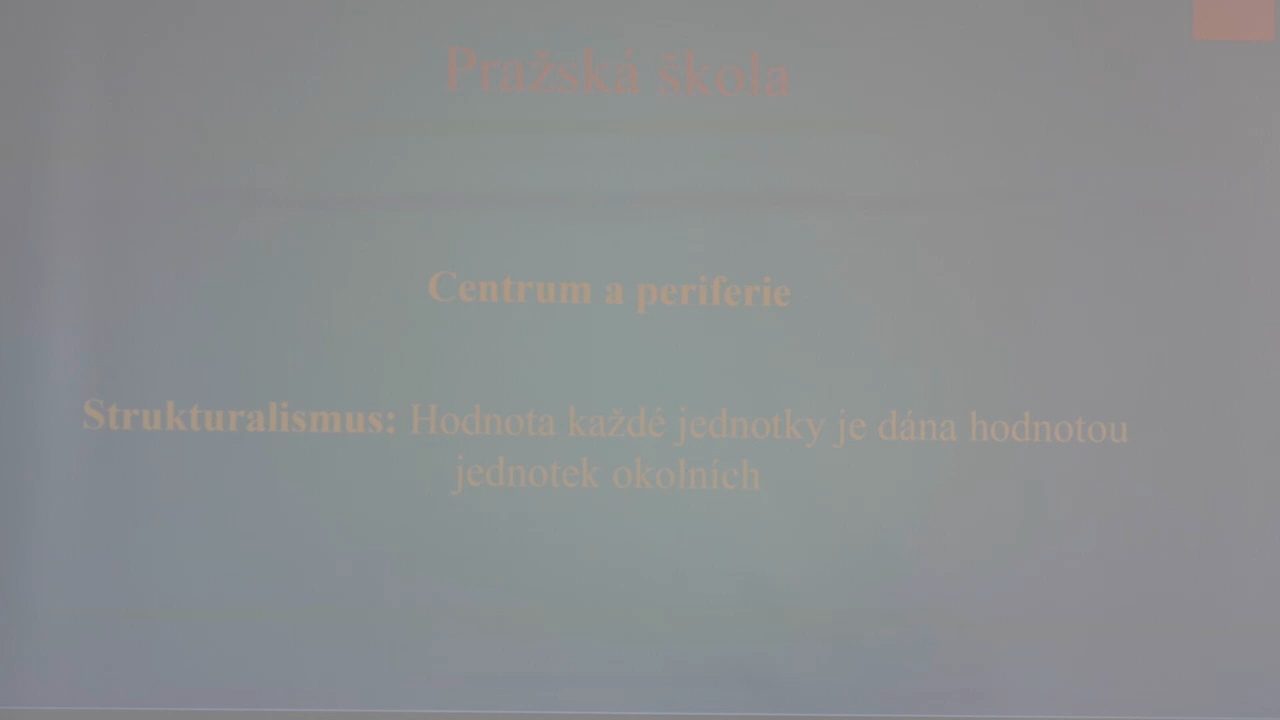 Pražská škola
Centrum a periferie
Strukturalismus: Hodnota každé jednotky je dána hodnotou
jednotek okolních